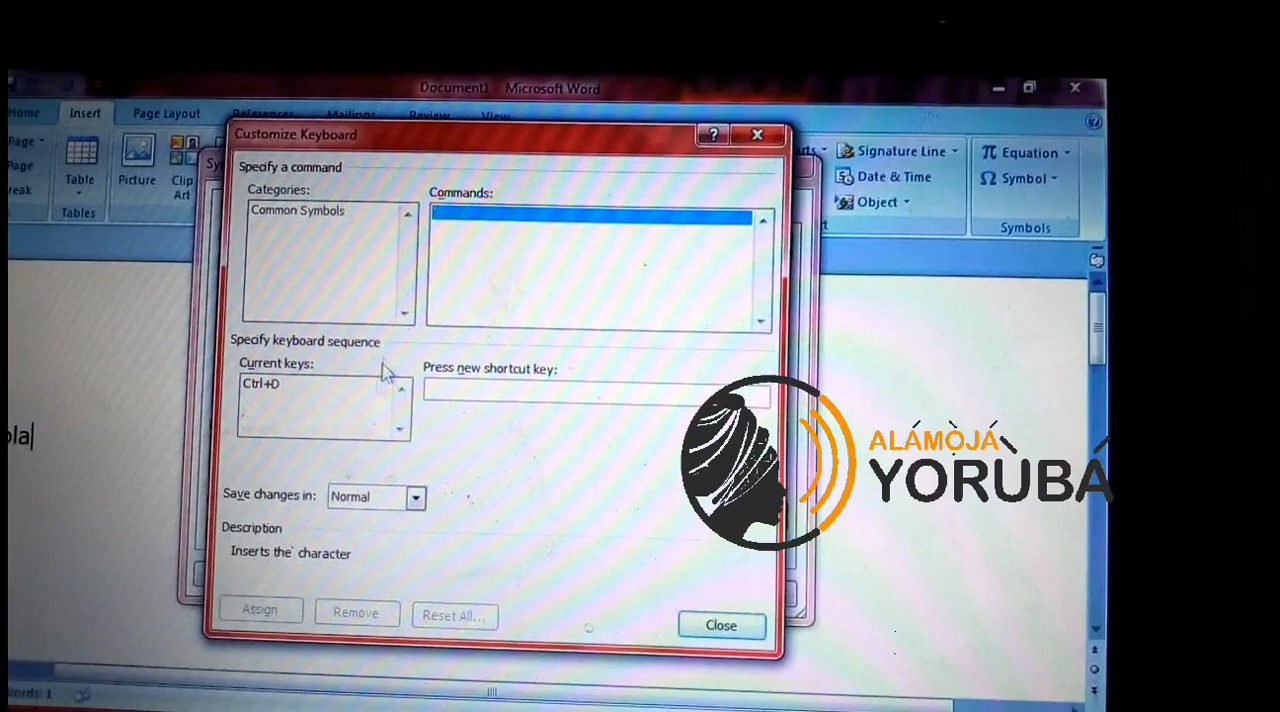 Document1 Microsoft Word
Home Insert Page Layout References Mailings Review View
Customize Keyboard
Specify a command
Categories:
Common Symbols
Commands:
Specify keyboard sequence
Current keys:
Ctrl+D
Press new shortcut key:
Save changes in: Normal
Description
Inserts the ̀ character
Assign Remove Reset All... Close
Page
Page
Table
Tables
Picture
Clip
Art
Signature Line
Date & Time
Object
Equation
Symbol
Symbols
ola
Words: 1
ALÁMỌ̀JÁ
YORÙBÁ